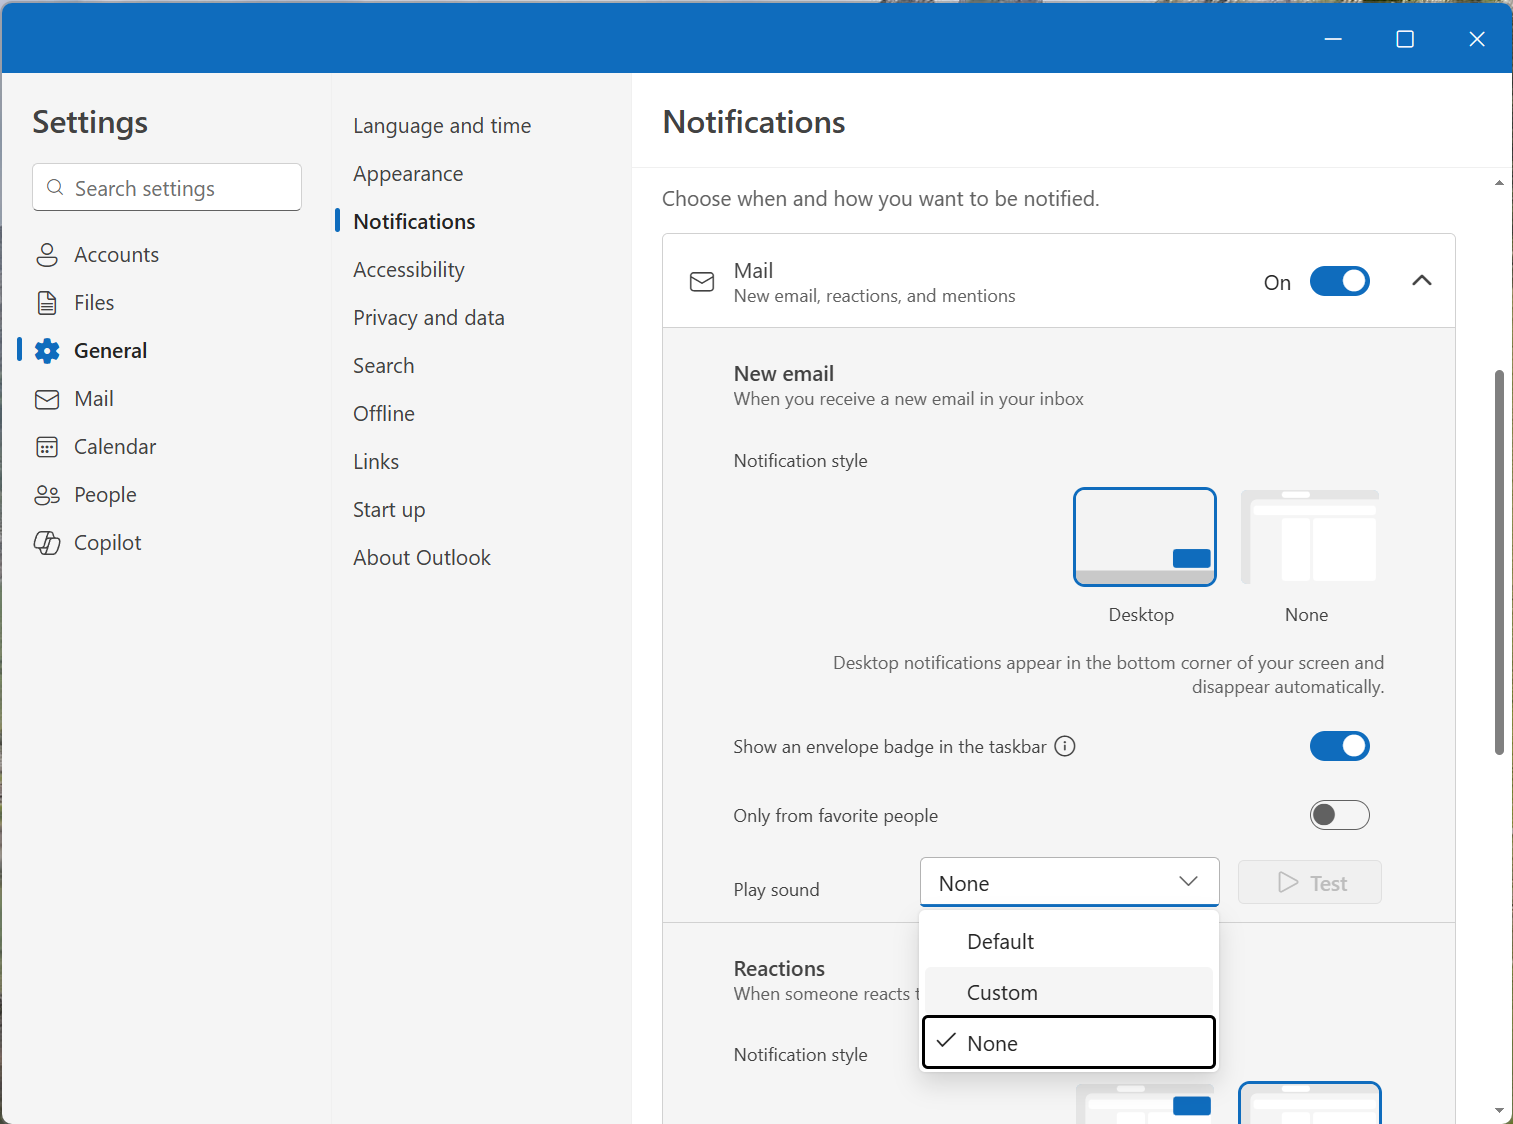 Settings
Search settings
Accounts
Files
General
Mail
Calendar
People
Copilot
Language and time
Appearance
Notifications
Accessibility
Privacy and data
Search
Offline
Links
Start up
About Outlook
Notifications
Choose when and how you want to be notified.
Mail
New email, reactions, and mentions
On
New email
When you receive a new email in your inbox
Notification style
Desktop
None
Desktop notifications appear in the bottom corner of your screen and
disappear automatically.
Show an envelope badge in the taskbar
Only from favorite people
Play sound
None
Test
Default
Custom
None
Reactions
When someone reacts
Notification style